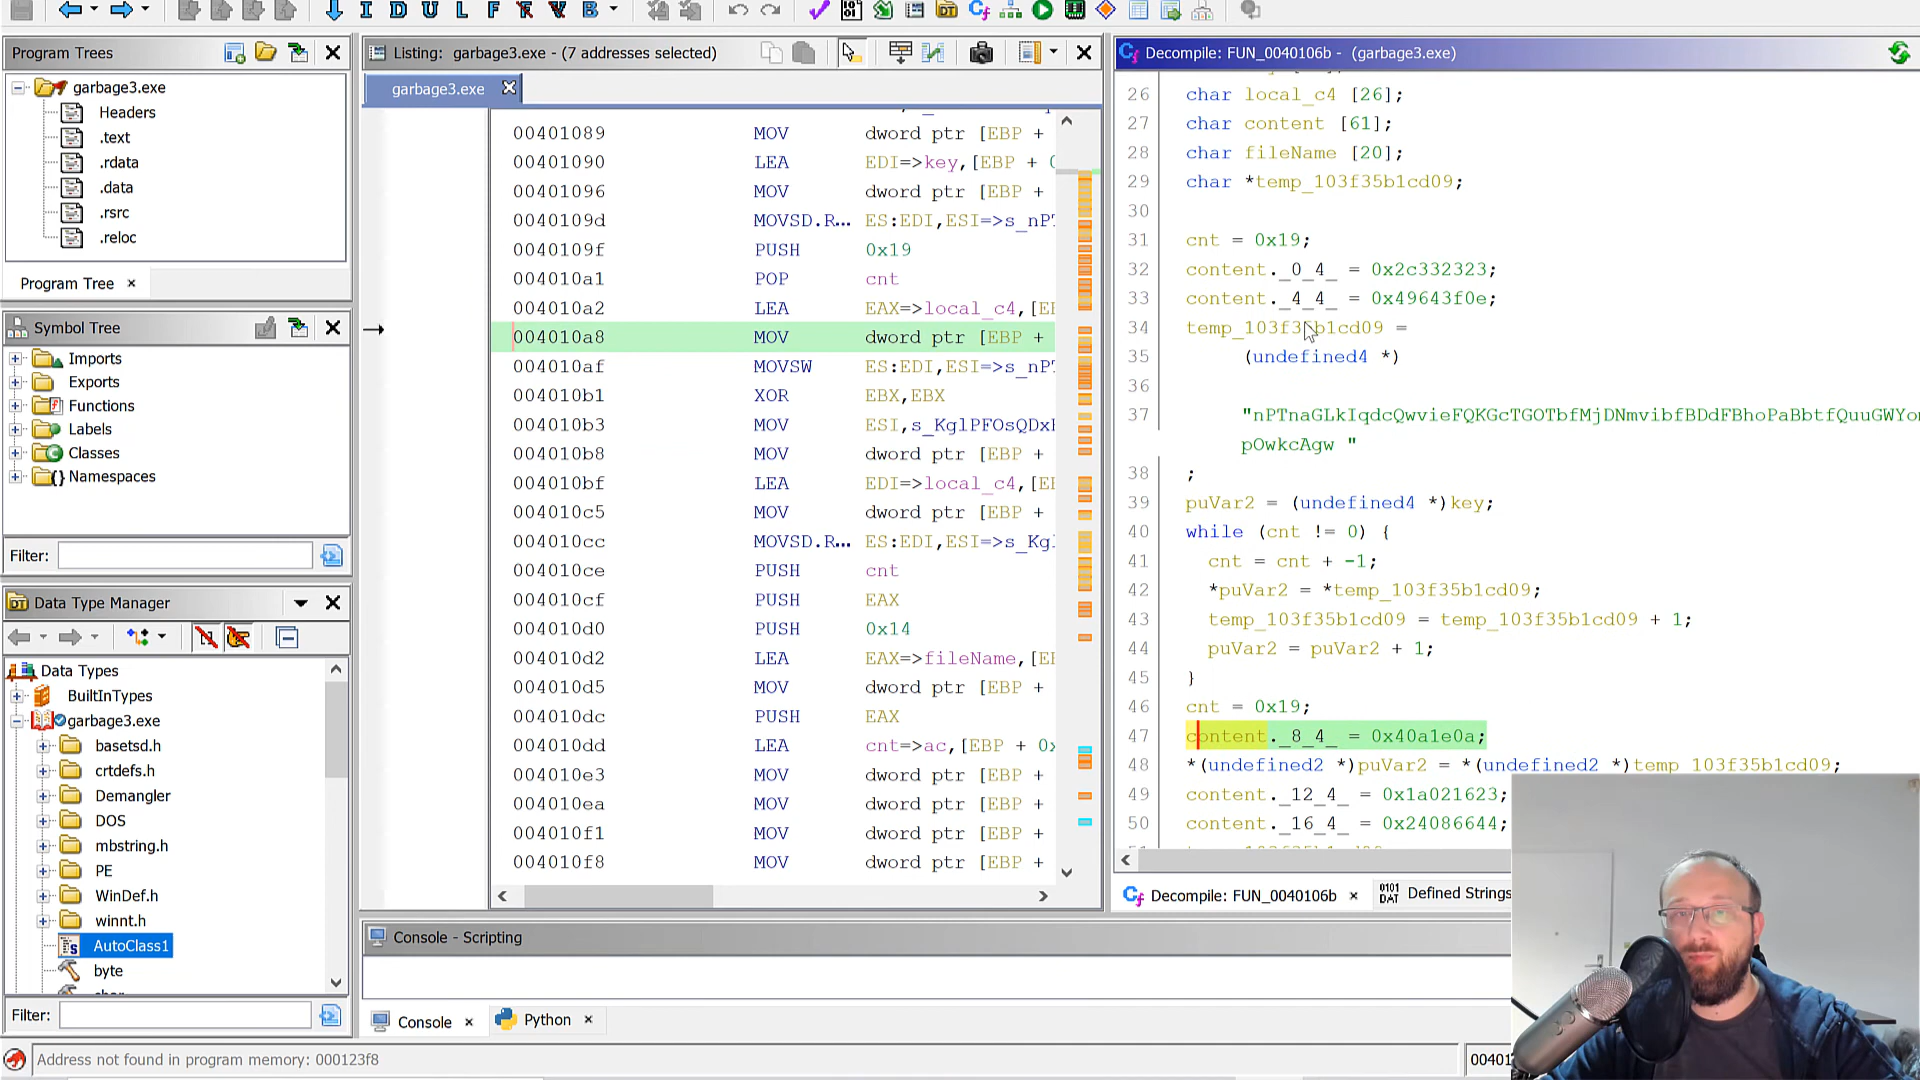 I D U L F V B
Program Trees
garbage3.exe
Headers
.text
.rdata
.data
.rsrc
.reloc
Program Tree ×
Symbol Tree
Imports
Exports
Functions
Labels
Classes
Namespaces
Filter:
Data Type Manager
Data Types
BuiltInTypes
garbage3.exe
basetsd.h
crtdefs.h
Demangler
DOS
mbstring.h
PE
WinDef.h
winnt.h
AutoClass1
byte
Filter:
Listing: garbage3.exe - (7 addresses selected)
garbage3.exe
00401089 MOV dword ptr [EBP +
00401090 LEA EDI=>key,[EBP + 0
00401096 MOV dword ptr [EBP +
0040109d MOVSD.R... ES:EDI,ESI=>s_nPT
0040109f PUSH 0x19
004010a1 POP cnt
004010a2 LEA EAX=>local_c4,[E
004010a8 MOV dword ptr [EBP +
004010af MOVSW ES:EDI,ESI=>s_nPT
004010b1 XOR EBX,EBX
004010b3 MOV ESI,s_KglPFOsQDxH
004010b8 MOV dword ptr [EBP +
004010bf LEA EDI=>local_c4,[E
004010c5 MOV dword ptr [EBP +
004010cc MOVSD.R... ES:EDI,ESI=>s_Kgl
004010ce PUSH cnt
004010cf PUSH EAX
004010d0 PUSH 0x14
004010d2 LEA EAX=>fileName,[E
004010d5 MOV dword ptr [EBP +
004010dc PUSH EAX
004010dd LEA cnt=>ac,[EBP + 0x
004010e3 MOV dword ptr [EBP +
004010ea MOV dword ptr [EBP +
004010f1 MOV dword ptr [EBP +
004010f8 MOV dword ptr [EBP +
Decompile: FUN_0040106b - (garbage3.exe)
26 char local_c4 [26];
27 char content [61];
28 char fileName [20];
29 char *temp_103f35b1cd09;
30
31 cnt = 0x19;
32 content._0_4_ = 0x2c332323;
33 content._4_4_ = 0x49643f0e;
34 temp_103f35b1cd09 =
35 (undefined4 *)
36
37 "nPTnaGLkIqdcQwvieFQKGcTGOTbfMjDNmvibfBDdFBhoPaBbtfQuuGWYo
pOwkcAgw "
38 ;
39 puVar2 = (undefined4 *)key;
40 while (cnt != 0) {
41 cnt = cnt + -1;
42 *puVar2 = *temp_103f35b1cd09;
43 temp_103f35b1cd09 = temp_103f35b1cd09 + 1;
44 puVar2 = puVar2 + 1;
45 }
46 cnt = 0x19;
47 content._8_4_ = 0x40a1e0a;
48 *(undefined2 *)puVar2 = *(undefined2 *)temp_103f35b1cd09;
49 content._12_4_ = 0x1a021623;
50 content._16_4_ = 0x24086644;
Decompile: FUN_0040106b × Defined Strings
Console - Scripting
Console × Python ×
Address not found in program memory: 000123f8